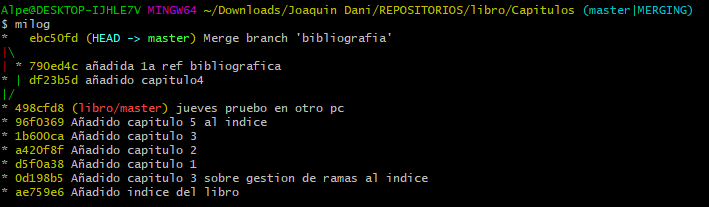 Alpe@DESKTOP-IJHLE7V MINGW64 ~/Downloads/Joaquin Dani/REPOSITORIOS/libro/Capitulos (master|MERGING)
$ milog
*   ebc50fd (HEAD -> master) Merge branch 'bibliografia'
|\
| * 790ed4c añadida 1a ref bibliografica
* | df23b5d añadido capitulo4
|/
* 498cfd8 (libro/master) jueves pruebo en otro pc
* 96f0369 Añadido capitulo 5 al indice
* 1b600ca Añadido capitulo 3
* a420f8f Añadido capitulo 2
* d5f0a38 Añadido capitulo 1
* 0d198b5 Añadido capitulo 3 sobre gestion de ramas al indice
* ae759e6 Añadido indice del libro